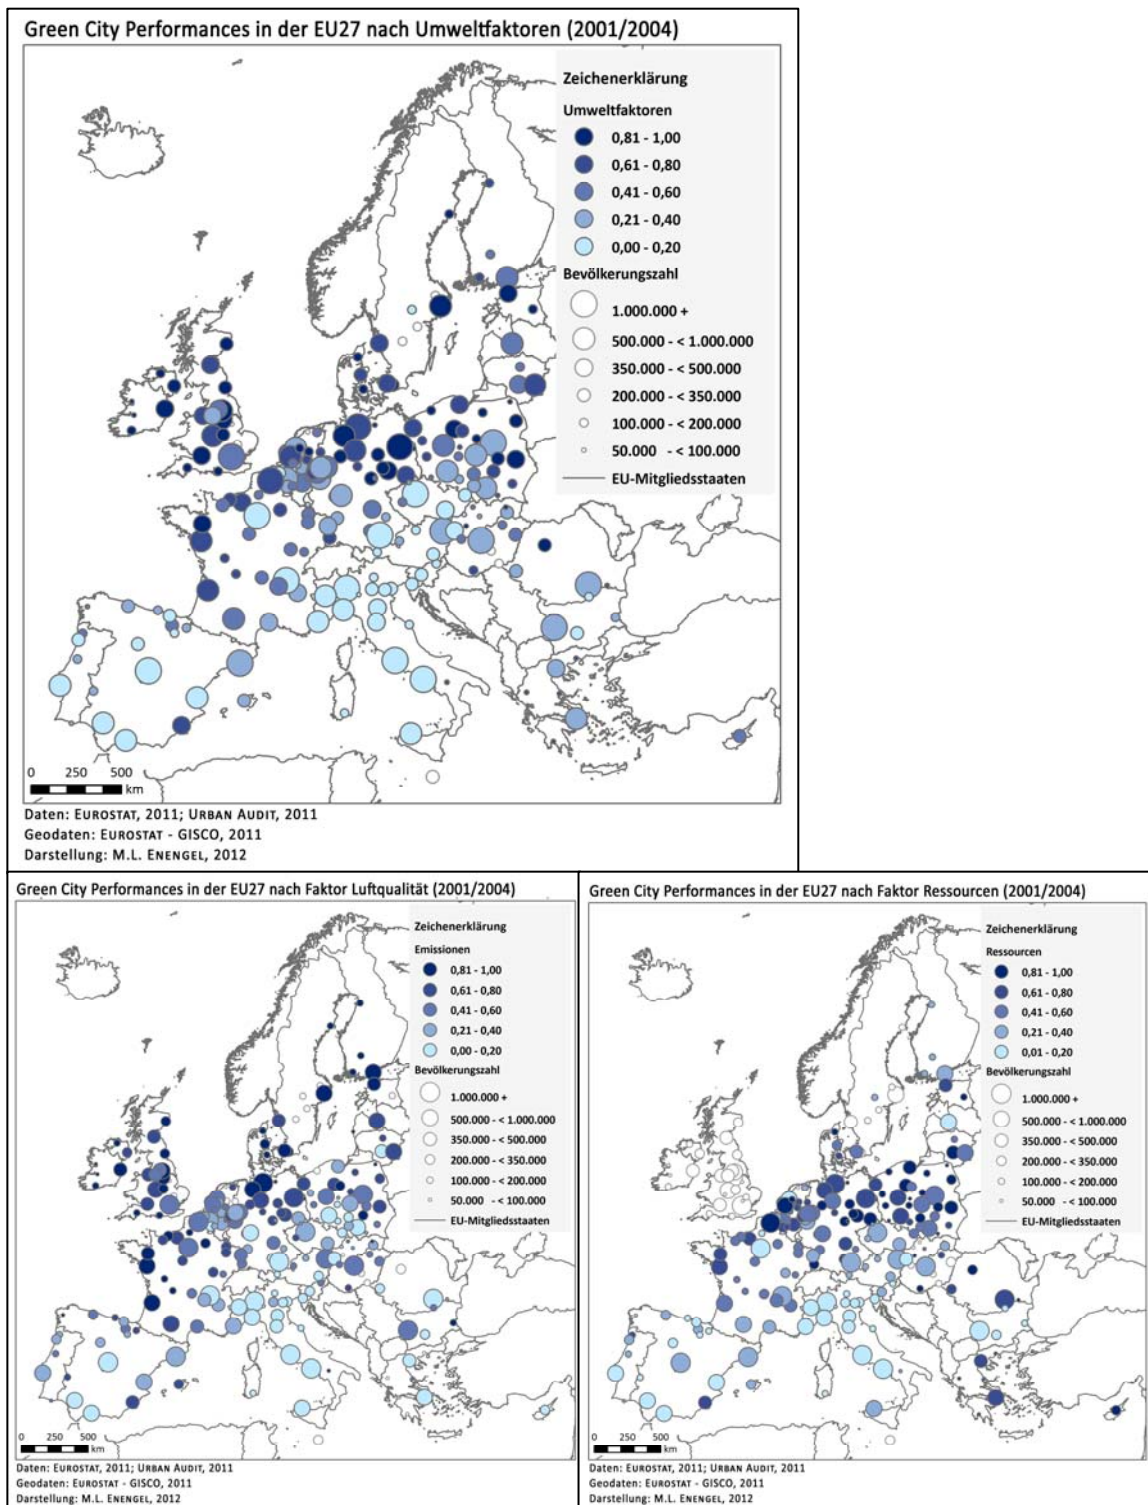 Green City Performances in der EU27 nach Umweltfaktoren (2001/2004)
Zeichenerklärung
Umweltfaktoren
0,81 - 1,00
0,61 - 0,80
0,41 - 0,60
0,21 - 0,40
0,00 - 0,20
Bevölkerungszahl
1.000.000 +
500.000 - < 1.000.000
350.000 - < 500.000
200.000 - < 350.000
100.000 - < 200.000
50.000 - < 100.000
EU-Mitgliedsstaaten
0 250 500
km
Daten: EUROSTAT, 2011; URBAN AUDIT, 2011
Geodaten: EUROSTAT - GISCO, 2011
Darstellung: M.L. ENENGEL, 2012
Green City Performances in der EU27 nach Faktor Luftqualität (2001/2004)
Zeichenerklärung
Emissionen
0,81 - 1,00
0,61 - 0,80
0,41 - 0,60
0,21 - 0,40
0,00 - 0,20
Bevölkerungszahl
1.000.000 +
500.000 - < 1.000.000
350.000 - < 500.000
200.000 - < 350.000
100.000 - < 200.000
50.000 - < 100.000
EU-Mitgliedsstaaten
0 250 500
km
Daten: EUROSTAT, 2011; URBAN AUDIT, 2011
Geodaten: EUROSTAT - GISCO, 2011
Darstellung: M.L. ENENGEL, 2012
Green City Performances in der EU27 nach Faktor Ressourcen (2001/2004)
Zeichenerklärung
Ressourcen
0,81 - 1,00
0,61 - 0,80
0,41 - 0,60
0,21 - 0,40
0,01 - 0,20
Bevölkerungszahl
1.000.000 +
500.000 - < 1.000.000
350.000 - < 500.000
200.000 - < 350.000
100.000 - < 200.000
50.000 - < 100.000
EU-Mitgliedsstaaten
0 250 500
km
Daten: EUROSTAT, 2011; URBAN AUDIT, 2011
Geodaten: EUROSTAT - GISCO, 2011
Darstellung: M.L. ENENGEL, 2012